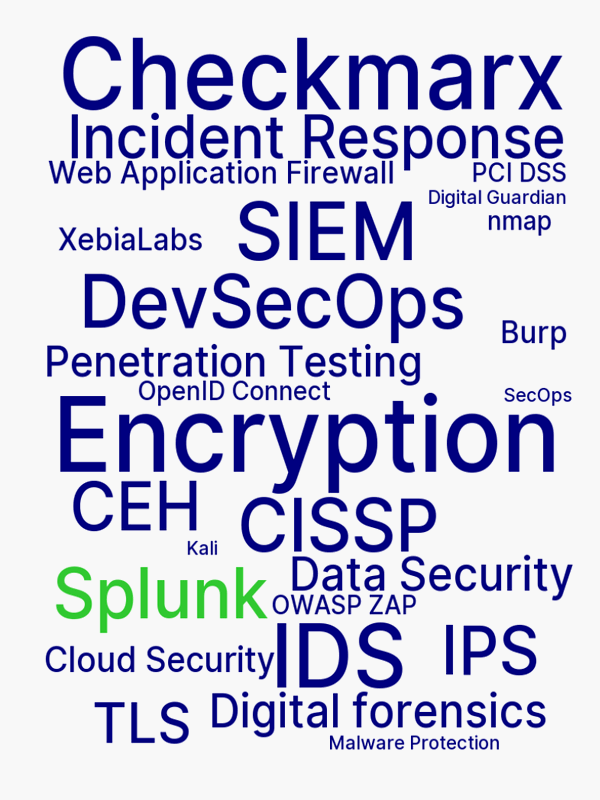 Checkmarx
Incident Response
Web Application Firewall
PCI DSS
Digital Guardian
nmap
XebiaLabs
SIEM
DevSecOps
Burp
Penetration Testing
OpenID Connect
SecOps
Encryption
CEH
CISSP
Kali
Data Security
Splunk
OWASP ZAP
IDS
IPS
Cloud Security
Digital forensics
TLS
Malware Protection